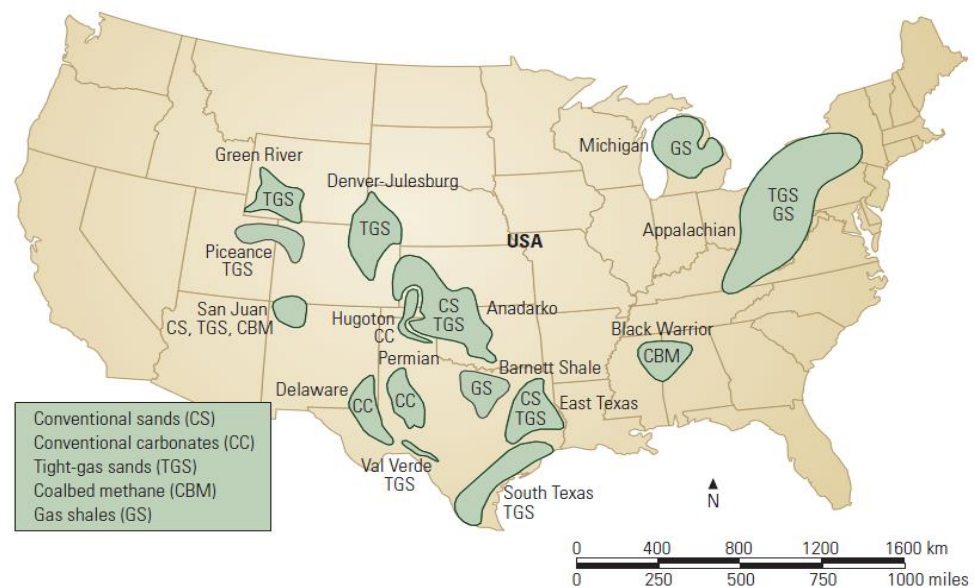 Green River
TGS
Denver-Julesburg
TGS
Michigan
GS
TGS
GS
Appalachian
USA
Piceance
TGS
San Juan
CS, TGS, CBM
Hugoton
CC
CS
TGS
Anadarko
Black Warrior
CBM
Permian
CC
Barnett Shale
GS
Delaware
CC
CS
TGS
East Texas
Val Verde
TGS
South Texas
TGS
Conventional sands (CS)
Conventional carbonates (CC)
Tight-gas sands (TGS)
Coalbed methane (CBM)
Gas shales (GS)
N
0 400 800 1200 1600 km
0 250 500 750 1000 miles